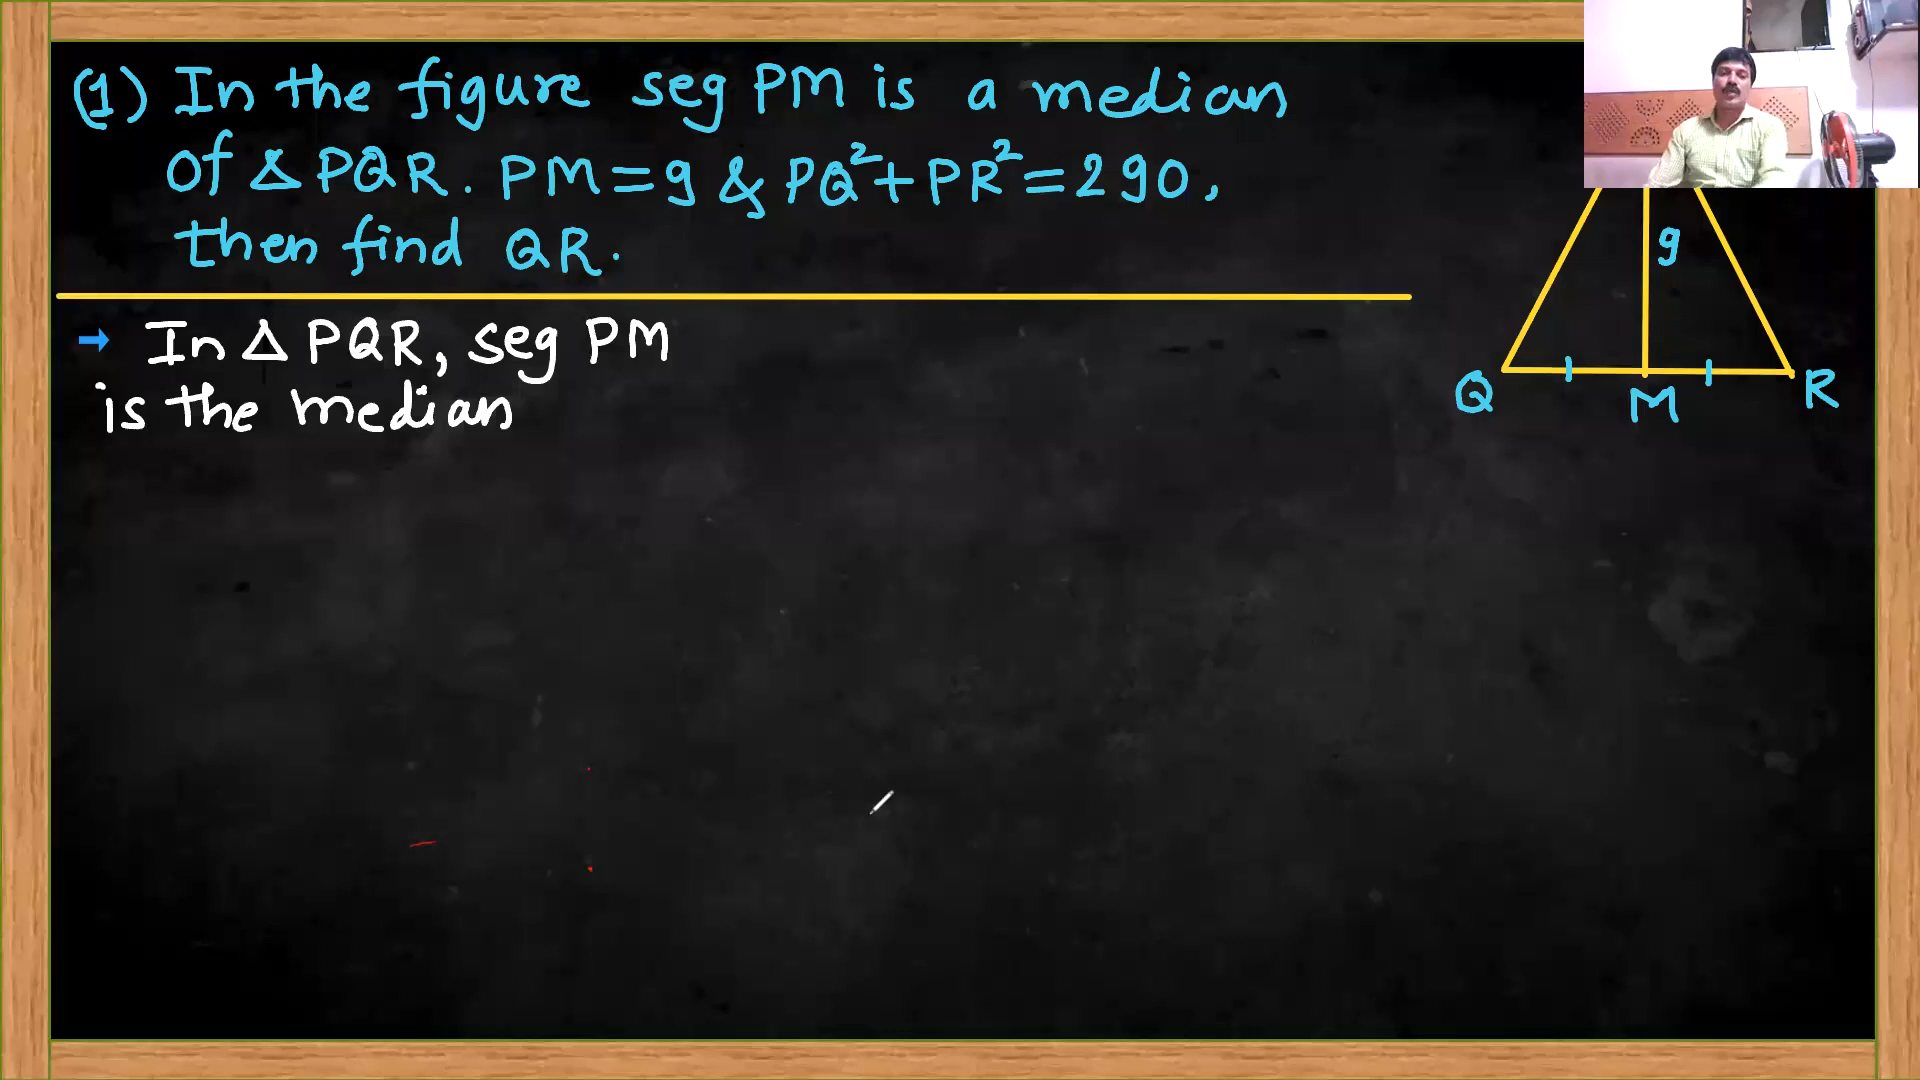 (1) In the figure seg PM is a median
of △ PQR. PM = 9 & PQ²+PR²=290,
then find QR.
9
→ In △ PQR, seg PM
is the median
Q M R